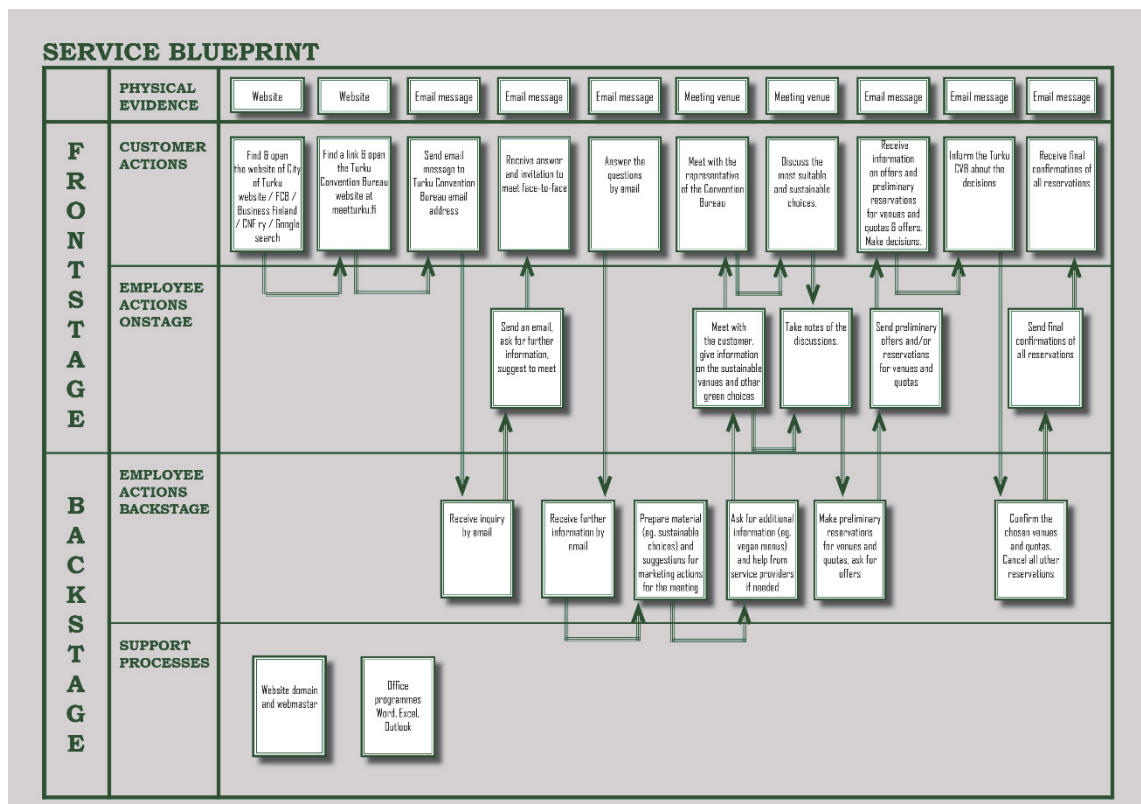 SERVICE BLUEPRINT
PHYSICAL
EVIDENCE
Website
Website
Email message
Email message
Email message
Meeting venue
Meeting venue
Email message
Email message
Email message
FRONTSTAGE
CUSTOMER
ACTIONS
Find & open
the website of City
of Turku
website / FCB /
Business Finland
/ CNF ry / Google
search
Find a link & open
the Turku
Convention Bureau
website at
meetturku.fi
Send email
message to
Turku Convention
Bureau email
address
Receive answer
and invitation to
meet face-to-face
Answer the
questions
by email
Meet with the
representative
of the Convention
Bureau
Discuss the
most suitable
and sustainable
choices.
Receive
information
on offers and
preliminary
reservations
for venues and
quotas & offers.
Make decisions.
Inform the Turku
CVB about the
decisions
Receive final
confirmations of
all reservations
EMPLOYEE
ACTIONS
ONSTAGE
Send an email,
ask for further
information,
suggest to meet
Meet with
the customer,
give information
on the sustainable
venues and other
green choices
Take notes of the
discussions.
Send preliminary
offers and/or
reservations
for venues and
quotas
Send final
confirmations of
all reservations
BACKSTAGE
EMPLOYEE
ACTIONS
BACKSTAGE
Receive inquiry
by email
Receive further
information by
email
Prepare material
(eg. sustainable
choices) and
suggestions for
marketing actions
for the meeting
Ask for additional
information (eg.
vegan menus)
and help from
service providers
if needed
Make preliminary
reservations
for venues and
quotas, ask for
offers
Confirm the
chosen venues
and quotas.
Cancel all other
reservations
SUPPORT
PROCESSES
Website domain
and webmaster
Office
programmes
Word, Excel,
Outlook